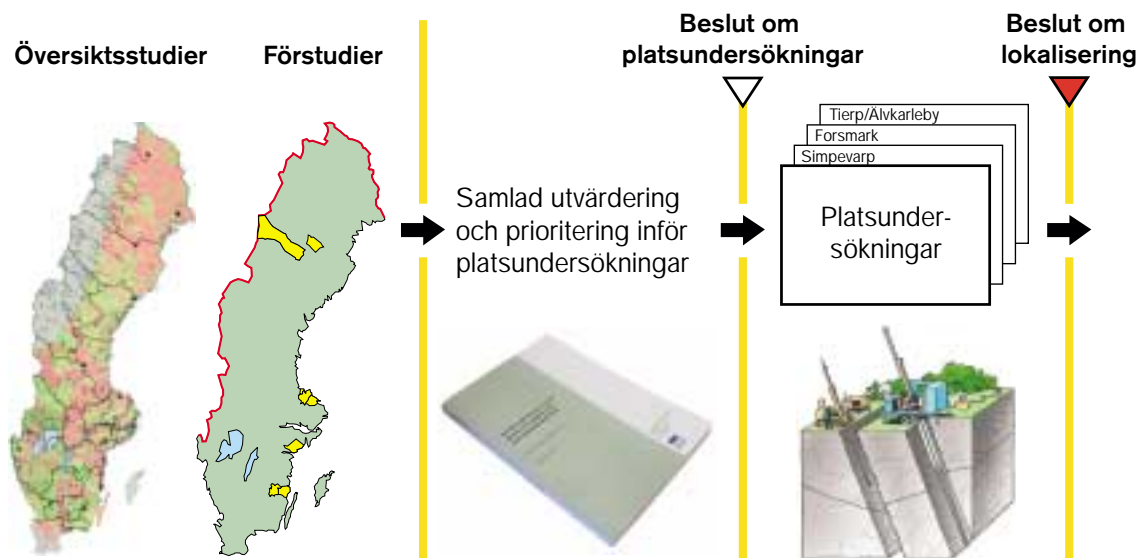 Översiktsstudier
Förstudier
Beslut om
platsundersökningar
Beslut om
lokalisering
Samlad utvärdering
och prioritering inför
platsundersökningar
Tierp/Älvkarleby
Forsmark
Simpevarp
Platsunder-
sökningar